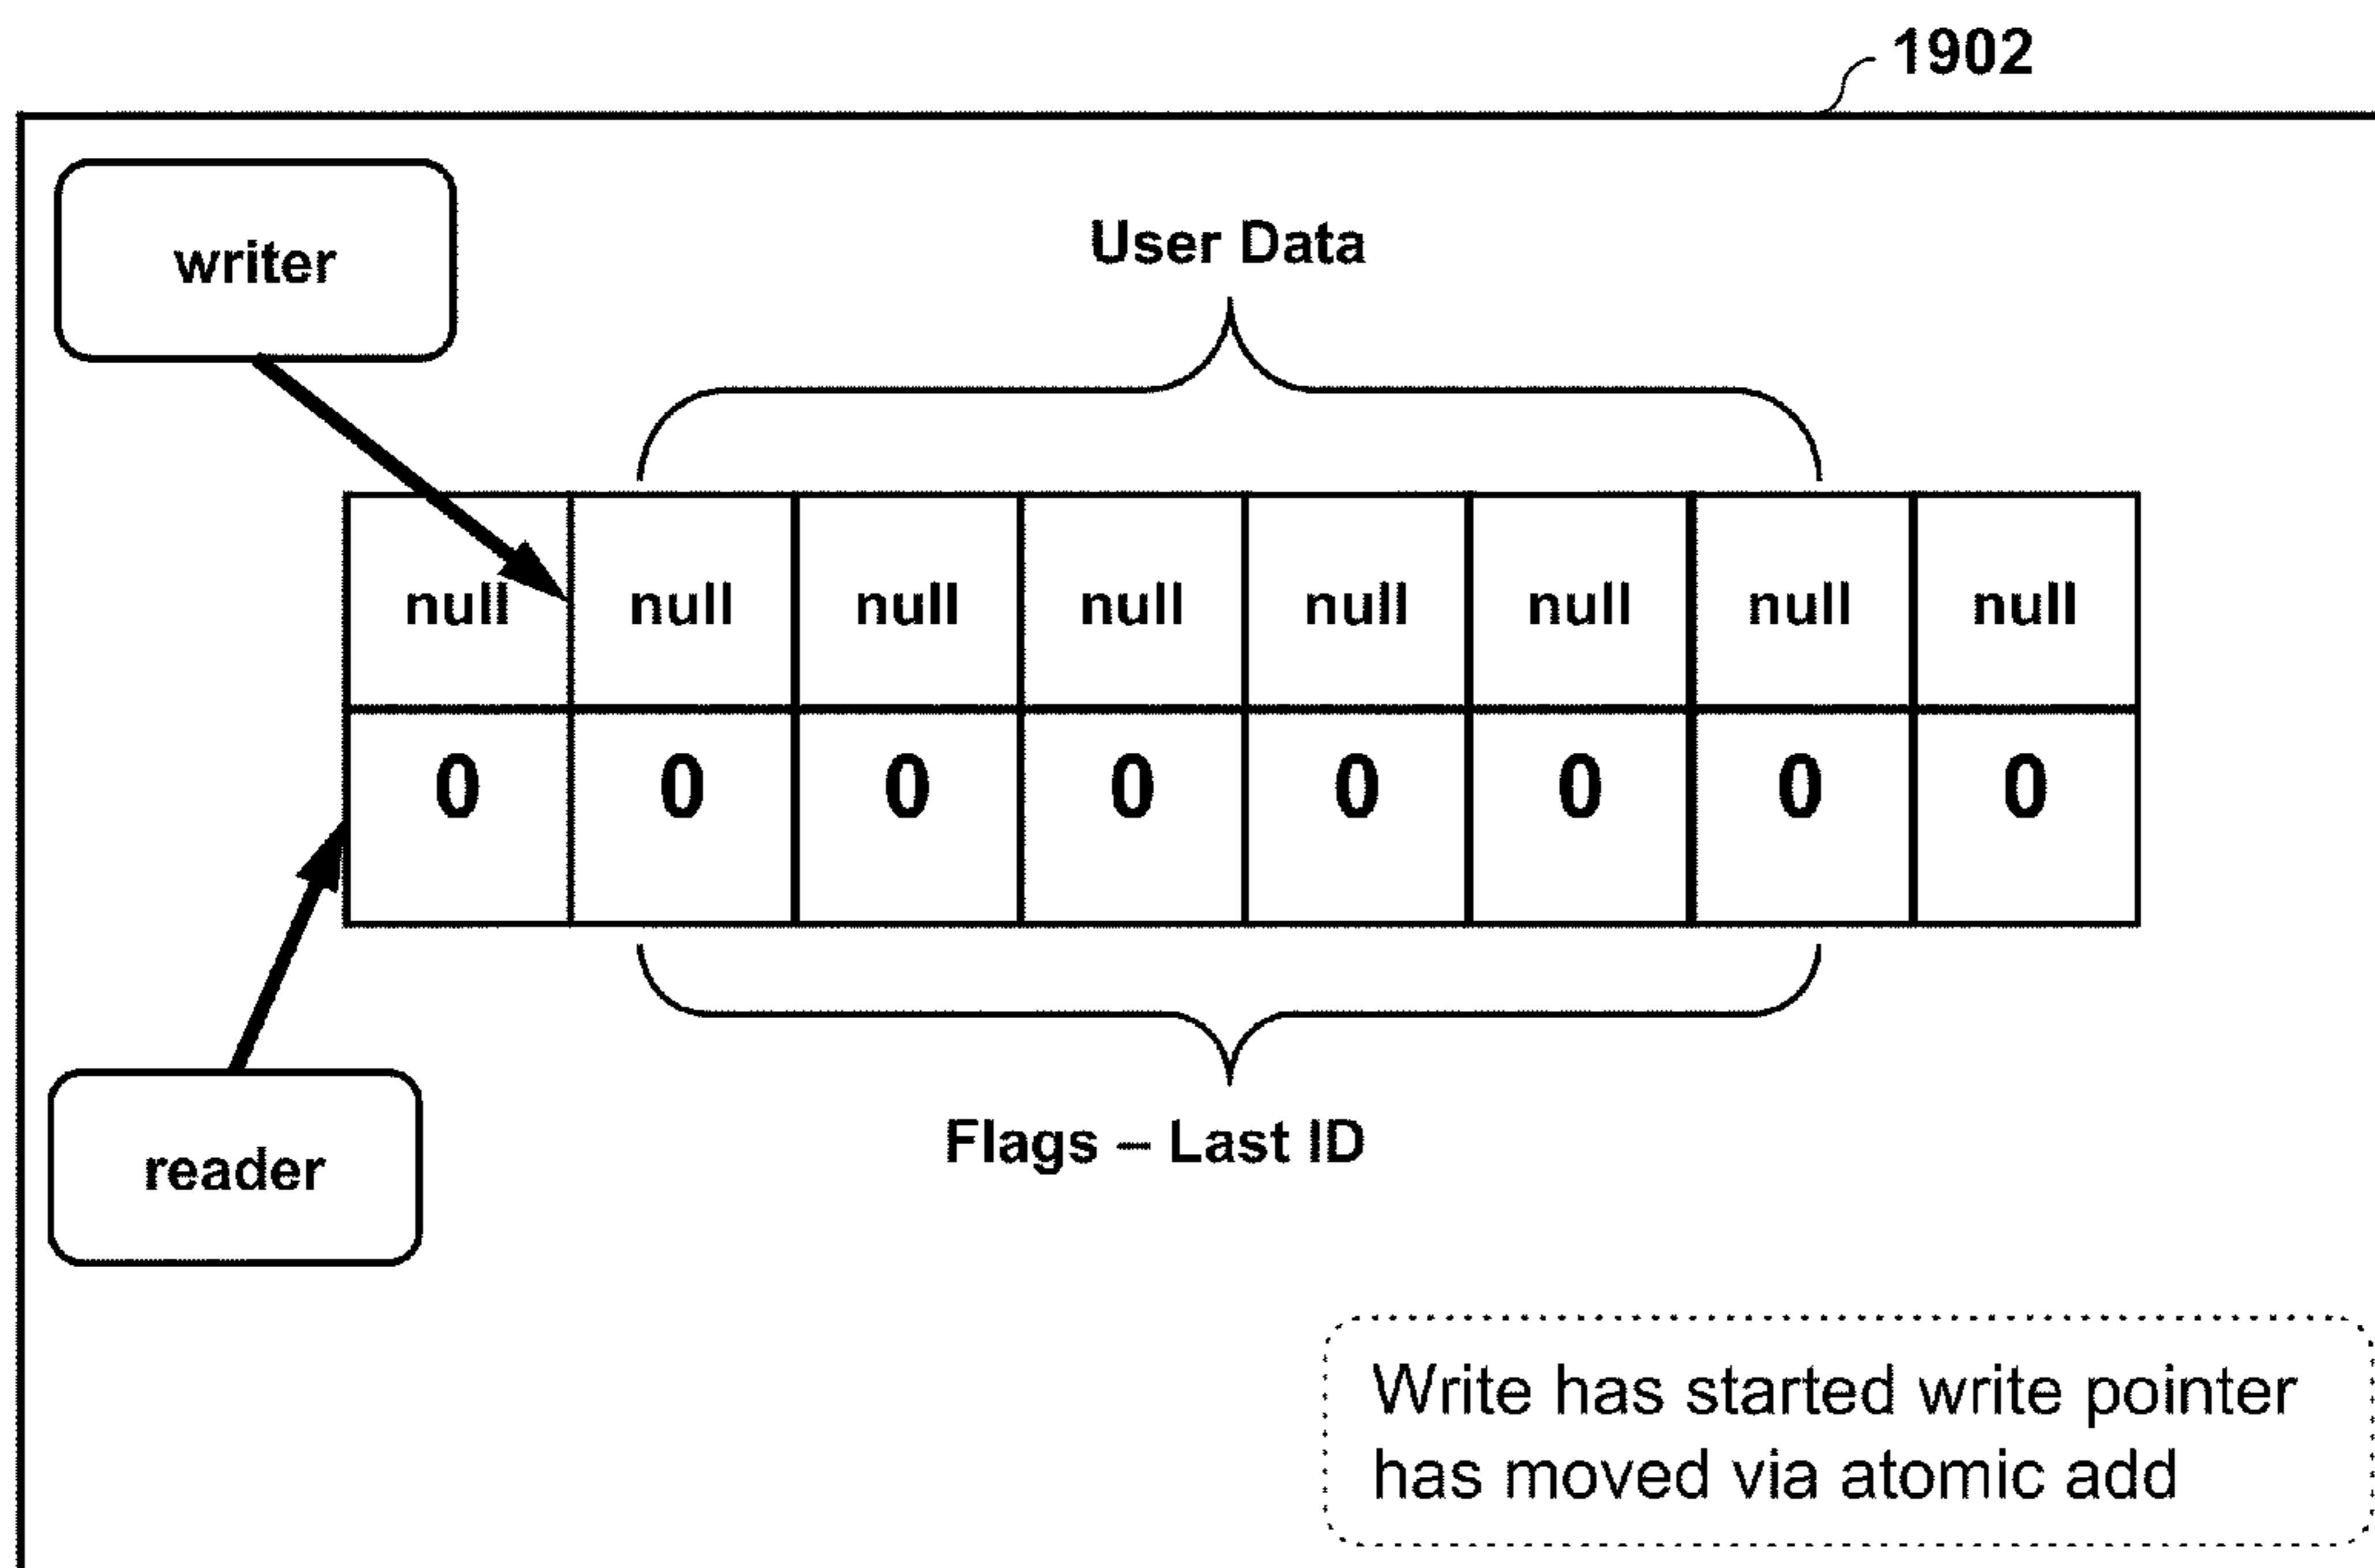 1902
writer
User Data
null null null null null null null null
0 0 0 0 0 0 0 0
Flags – Last ID
reader
Write has started write pointer
has moved via atomic add